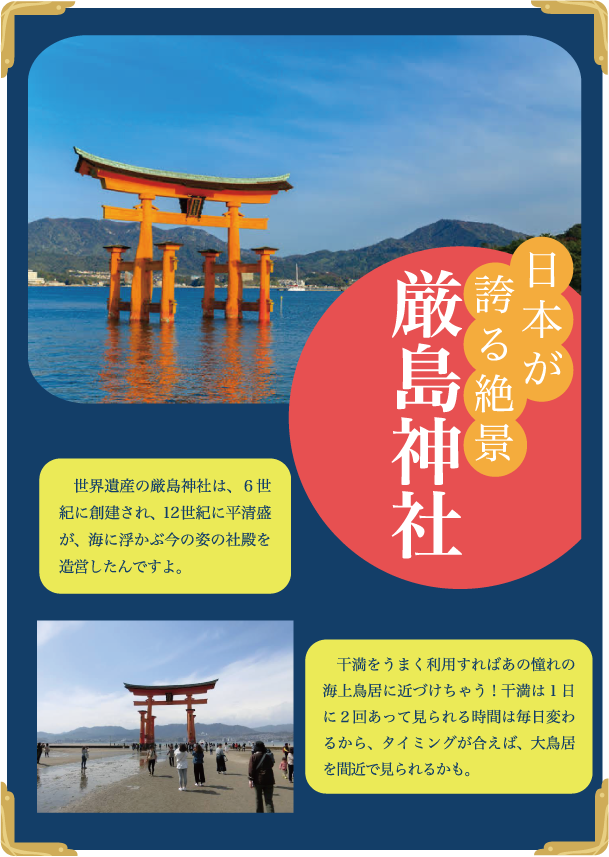 日本が
誇る絶景
厳島神社
世界遺産の厳島神社は、６世
紀に創建され、12世紀に平清盛
が、海に浮かぶ今の姿の社殿を
造営したんですよ。
干満をうまく利用すればあの憧れの
海上鳥居に近づけちゃう！干満は１日
に２回あって見られる時間は毎日変わ
るから、タイミングが合えば、大鳥居
を間近で見られるかも。